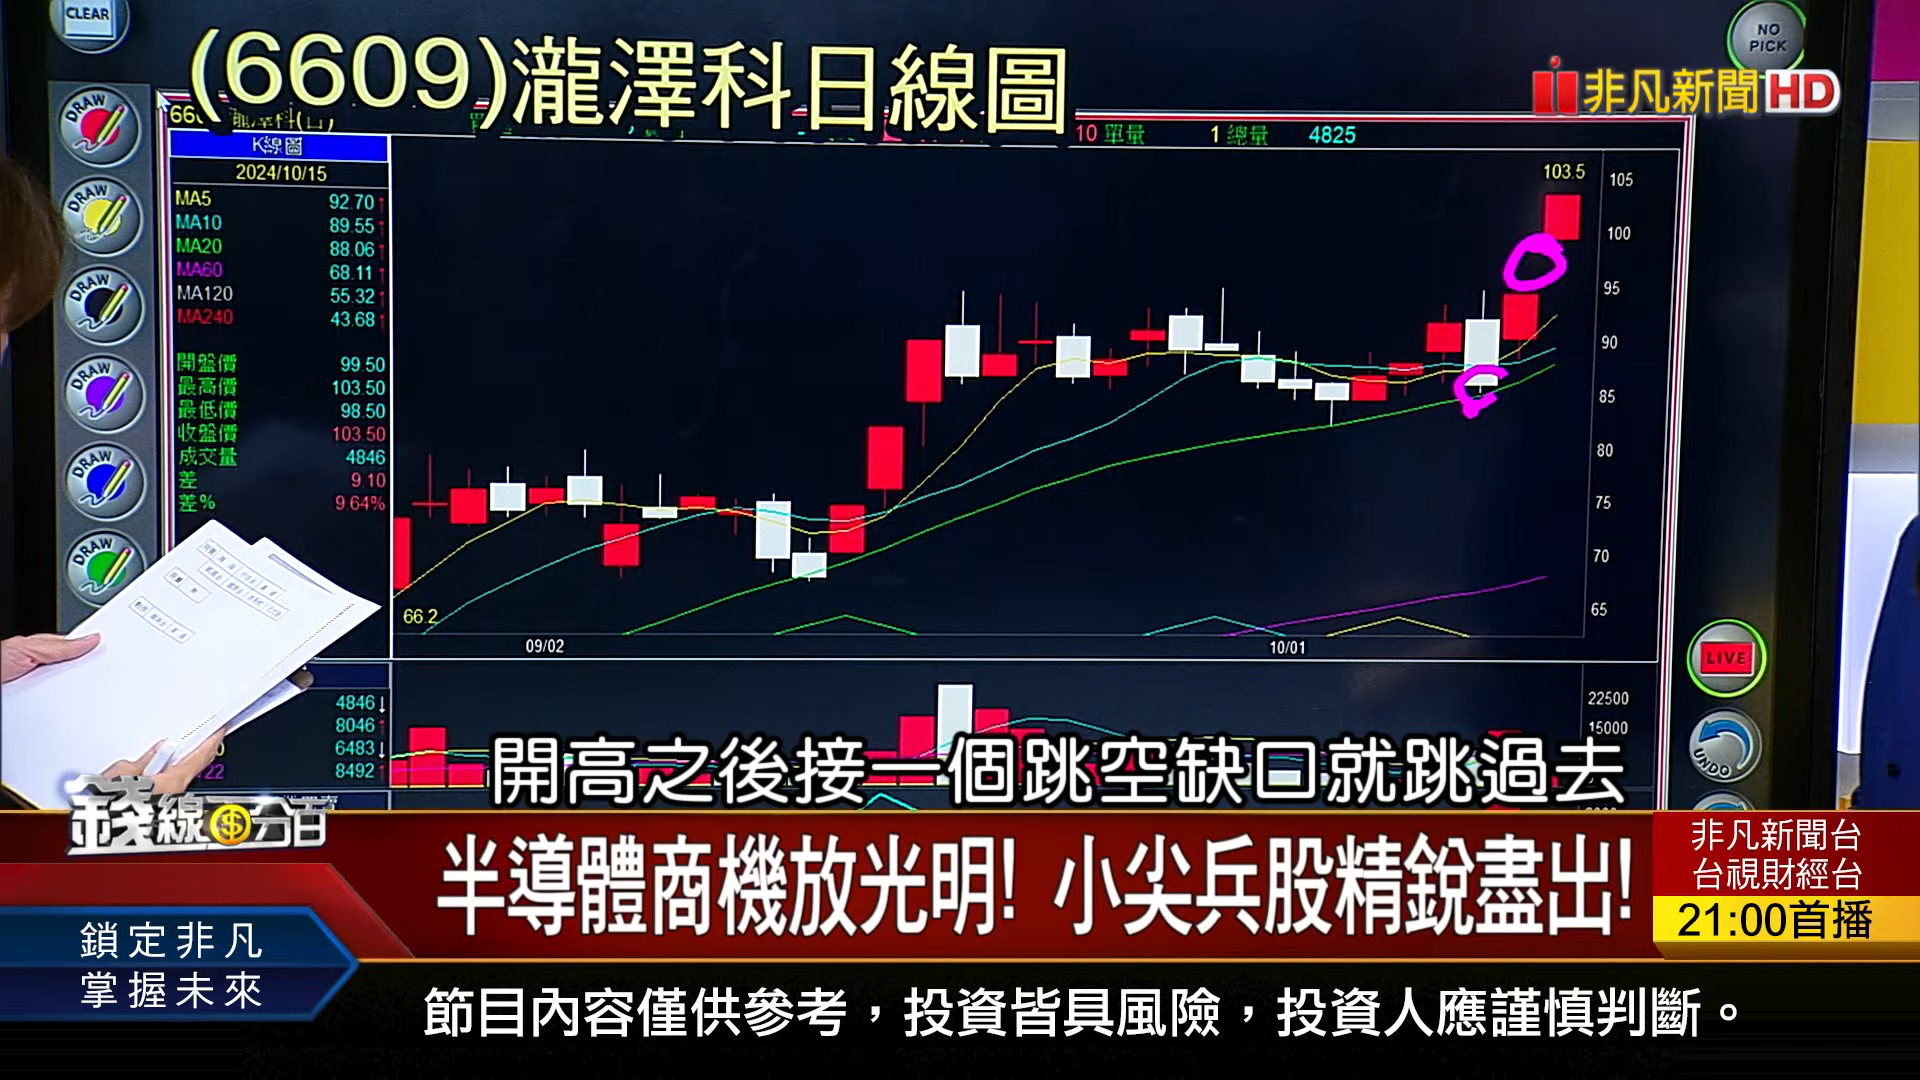 CLEAR
NO PICK
(6609)瀧澤科日線圖
非凡新聞HD
10 單量 1 總量 4825
K線圖
2024/10/15
MA5 92.70↑
MA10 89.55↑
MA20 88.06↑
MA60 68.11↑
MA120 55.32↑
MA240 43.68↑
開盤價 99.50
最高價 103.50
最低價 98.50
收盤價 103.50
成交量 4846
差 9.10
差% 9.64%
DRAW
DRAW
DRAW
DRAW
DRAW
DRAW
103.5
105
100
95
90
85
80
75
70
65
66.2
09/02
10/01
LIVE
UNDO
4846↓
8046↑
6483↓
8492↑
22500
15000
開高之後接一個跳空缺口就跳過去
錢線百分百
半導體商機放光明! 小尖兵股精銳盡出!
非凡新聞台
台視財經台
21:00首播
鎖定非凡
掌握未來
節目內容僅供參考，投資皆具風險，投資人應謹慎判斷。